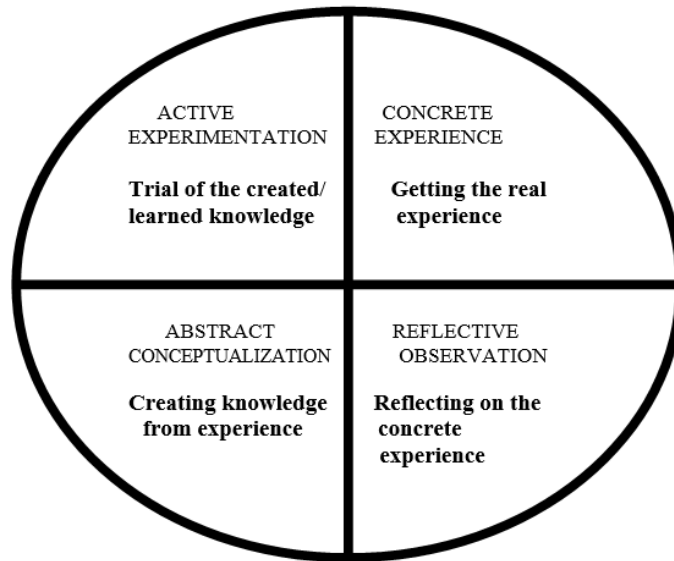 ACTIVE
EXPERIMENTATION
Trial of the created/
learned knowledge
CONCRETE
EXPERIENCE
Getting the real
experience
ABSTRACT
CONCEPTUALIZATION
Creating knowledge
from experience
REFLECTIVE
OBSERVATION
Reflecting on the
concrete
experience